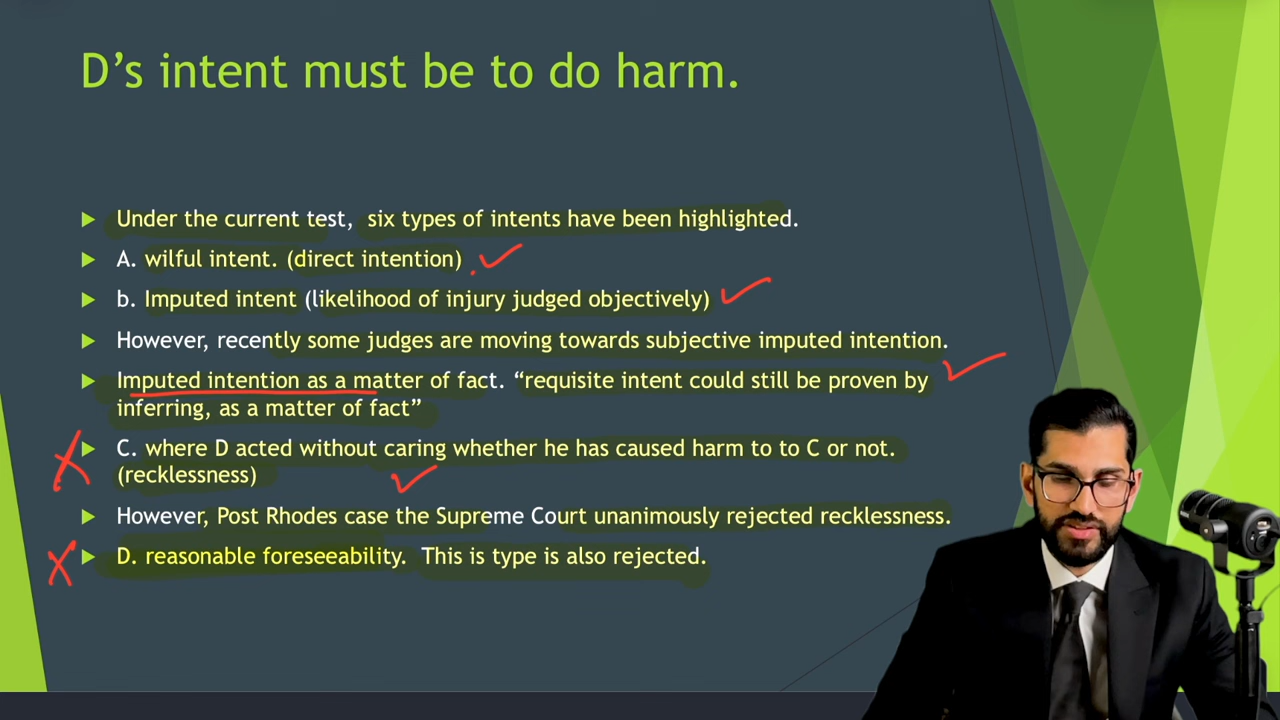 D’s intent must be to do harm.
Under the current test, six types of intents have been highlighted.
A. wilful intent. (direct intention)
b. Imputed intent (likelihood of injury judged objectively)
However, recently some judges are moving towards subjective imputed intention.
Imputed intention as a matter of fact. “requisite intent could still be proven by
inferring, as a matter of fact”
C. where D acted without caring whether he has caused harm to to C or not.
(recklessness)
However, Post Rhodes case the Supreme Court unanimously rejected recklessness.
D. reasonable foreseeability. This is type is also rejected.